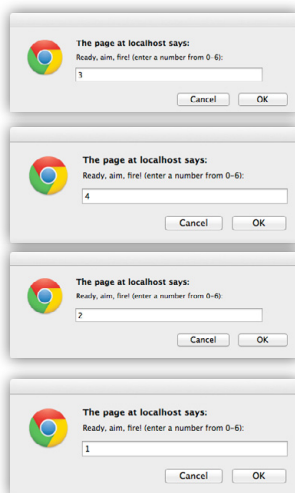 The page at localhost says:
Ready, aim, fire! (enter a number from 0-6):
3
Cancel OK
The page at localhost says:
Ready, aim, fire! (enter a number from 0-6):
4
Cancel OK
The page at localhost says:
Ready, aim, fire! (enter a number from 0-6):
2
Cancel OK
The page at localhost says:
Ready, aim, fire! (enter a number from 0-6):
1
Cancel OK